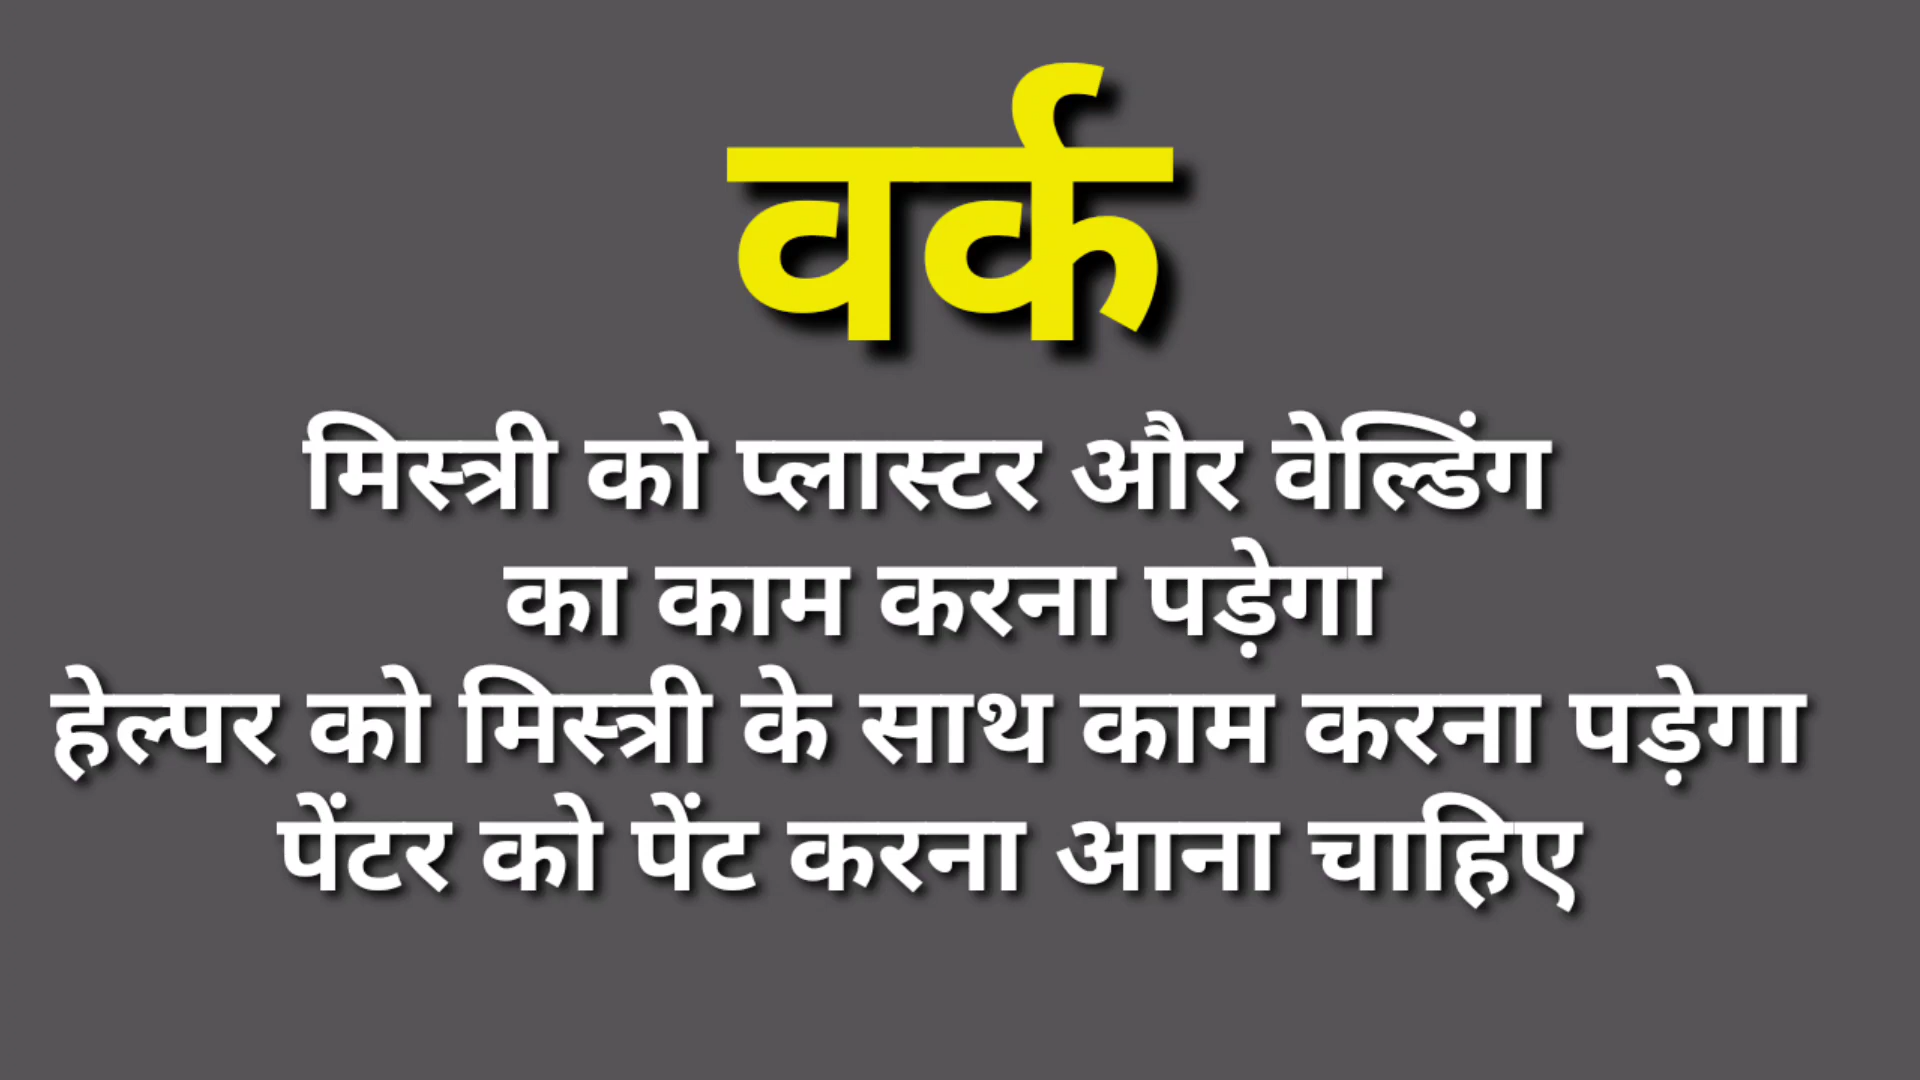 वर्क
मिस्त्री को प्लास्टर और वेल्डिंग
का काम करना पड़ेगा
हेल्पर को मिस्त्री के साथ काम करना पड़ेगा
पेंटर को पेंट करना आना चाहिए